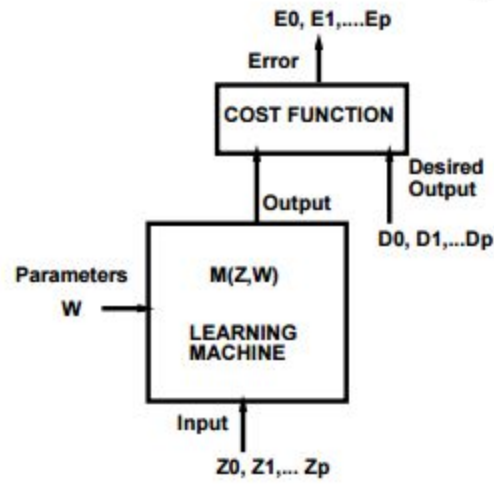 E0, E1,....Ep
Error
COST FUNCTION
Desired
Output
Output
D0, D1,...Dp
Parameters
W
M(Z,W)
LEARNING
MACHINE
Input
Z0, Z1,... Zp